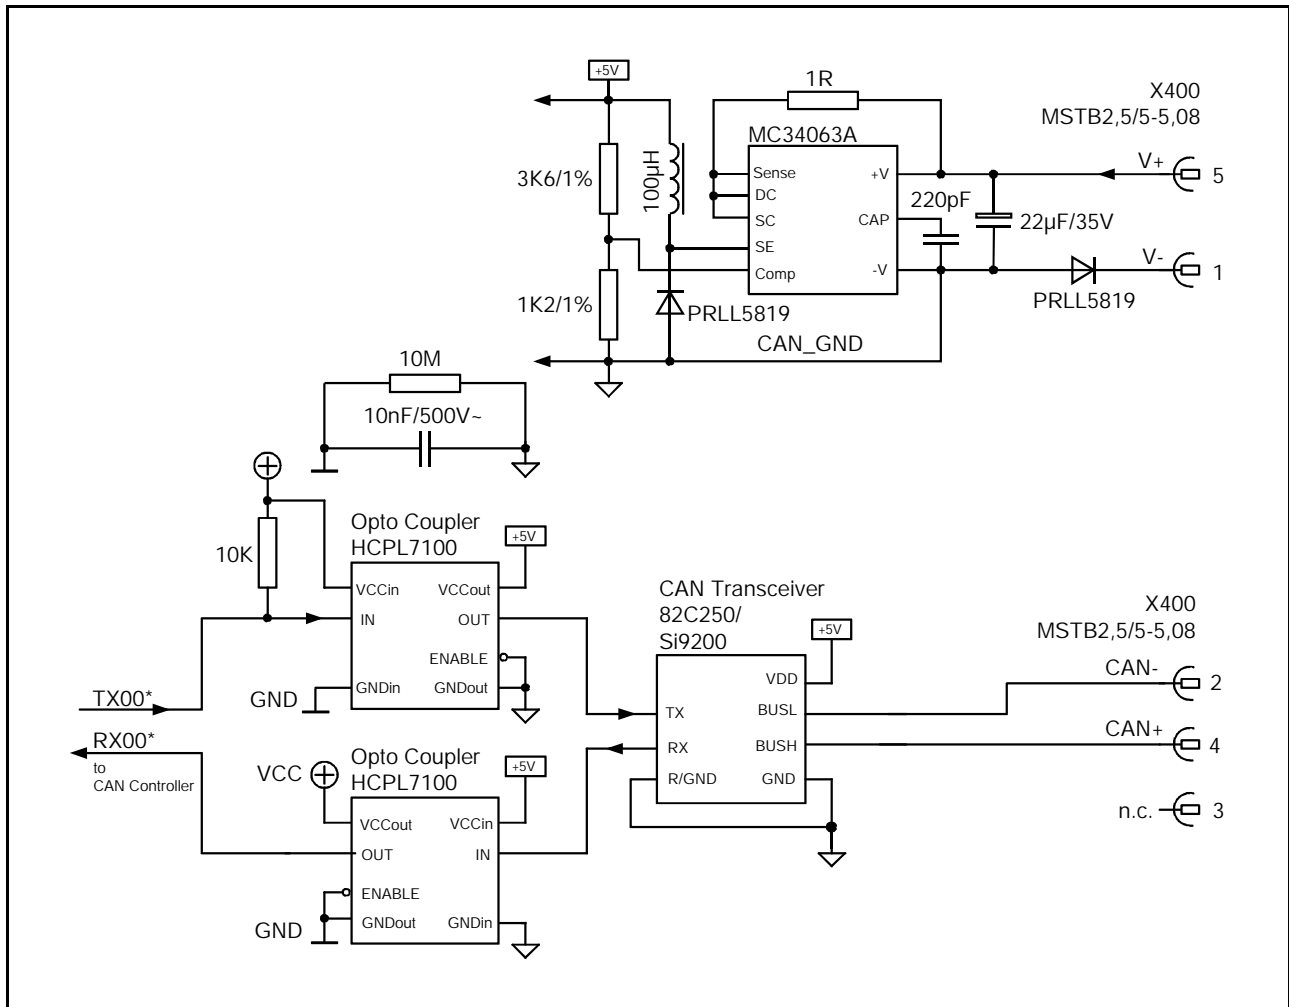 +5V
1R
X400
MSTB2,5/5-5,08
MC34063A
3K6/1%
100µH
Sense
DC
SC
SE
Comp
+V
CAP
-V
220pF
22µF/35V
V+
5
V-
1
1K2/1%
PRLL5819
PRLL5819
CAN_GND
10M
10nF/500V~
Opto Coupler
HCPL7100
+5V
10K
VCCin
VCCout
IN
OUT
ENABLE
GNDin
GNDout
GND
TX00*
RX00*
to
CAN Controller
CAN Transceiver
82C250/
Si9200
+5V
VDD
TX
BUSL
RX
BUSH
R/GND
GND
X400
MSTB2,5/5-5,08
CAN-
2
CAN+
4
n.c.
3
Opto Coupler
HCPL7100
+5V
VCC
VCCout
VCCin
OUT
IN
ENABLE
GNDout
GNDin
GND